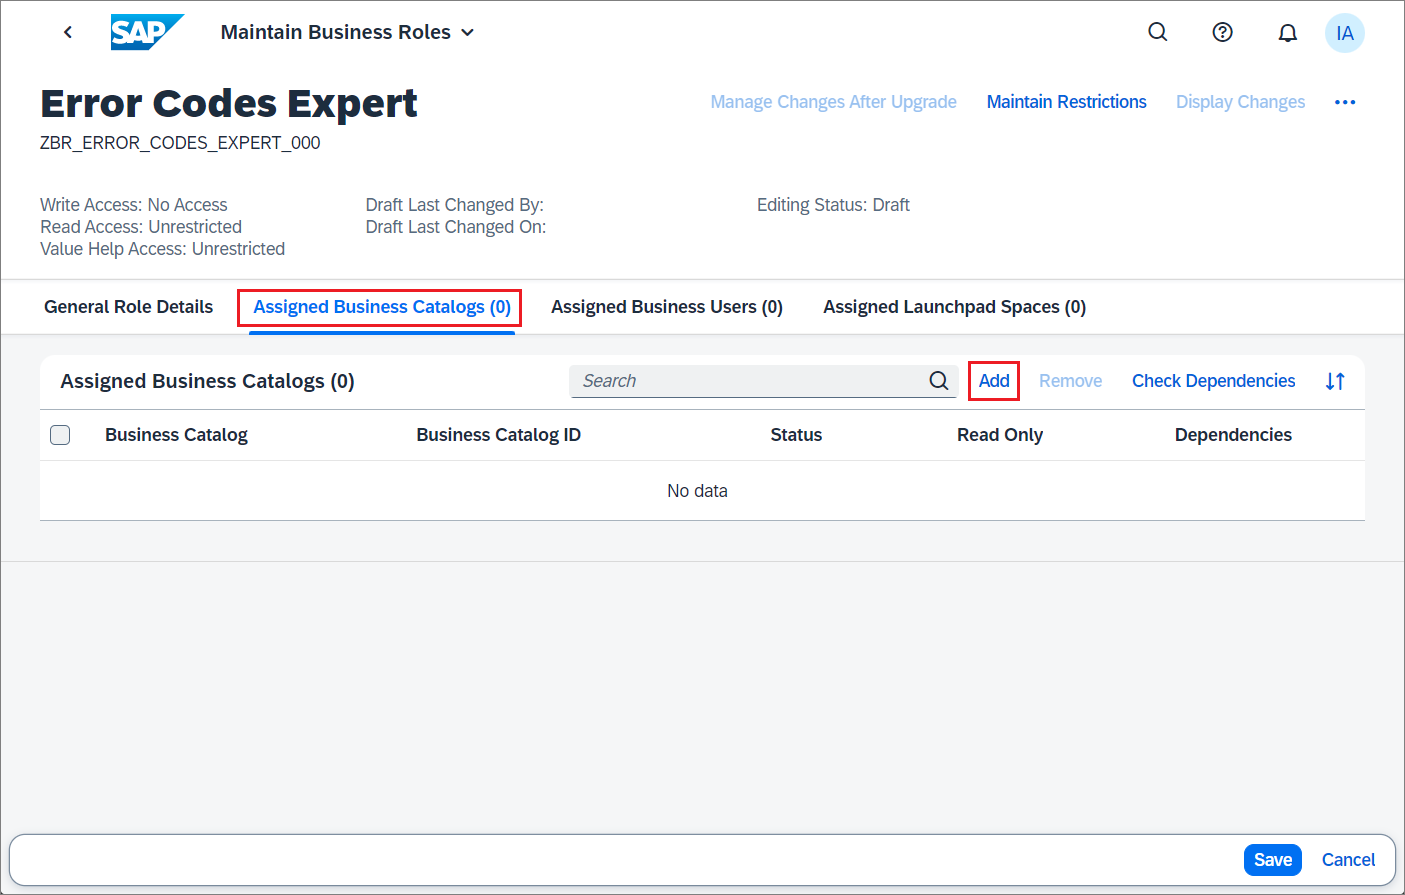 SAP Maintain Business Roles IA
Error Codes Expert Manage Changes After Upgrade Maintain Restrictions Display Changes
ZBR_ERROR_CODES_EXPERT_000
Write Access: No Access Draft Last Changed By: Editing Status: Draft
Read Access: Unrestricted Draft Last Changed On:
Value Help Access: Unrestricted
General Role Details Assigned Business Catalogs (0) Assigned Business Users (0) Assigned Launchpad Spaces (0)
Assigned Business Catalogs (0) Search Add Remove Check Dependencies
Business Catalog Business Catalog ID Status Read Only Dependencies
No data
Save Cancel